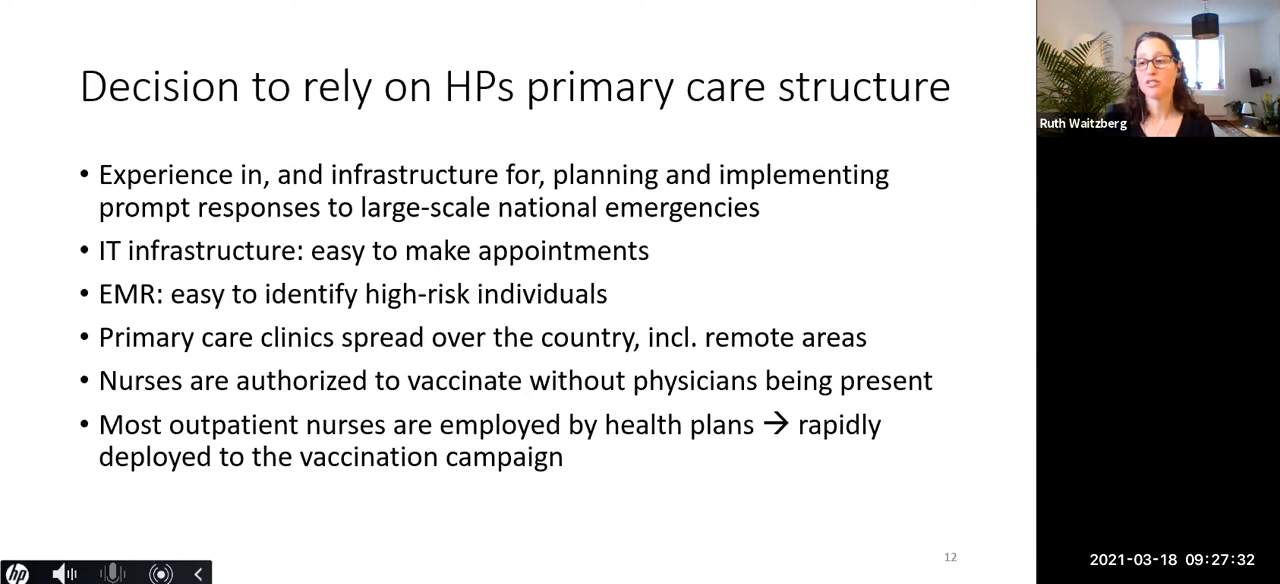 Decision to rely on HPs primary care structure
• Experience in, and infrastructure for, planning and implementing
prompt responses to large-scale national emergencies
• IT infrastructure: easy to make appointments
• EMR: easy to identify high-risk individuals
• Primary care clinics spread over the country, incl. remote areas
• Nurses are authorized to vaccinate without physicians being present
• Most outpatient nurses are employed by health plans → rapidly
deployed to the vaccination campaign
12
Ruth Waitzberg
hp
2021-03-18 09:27:32